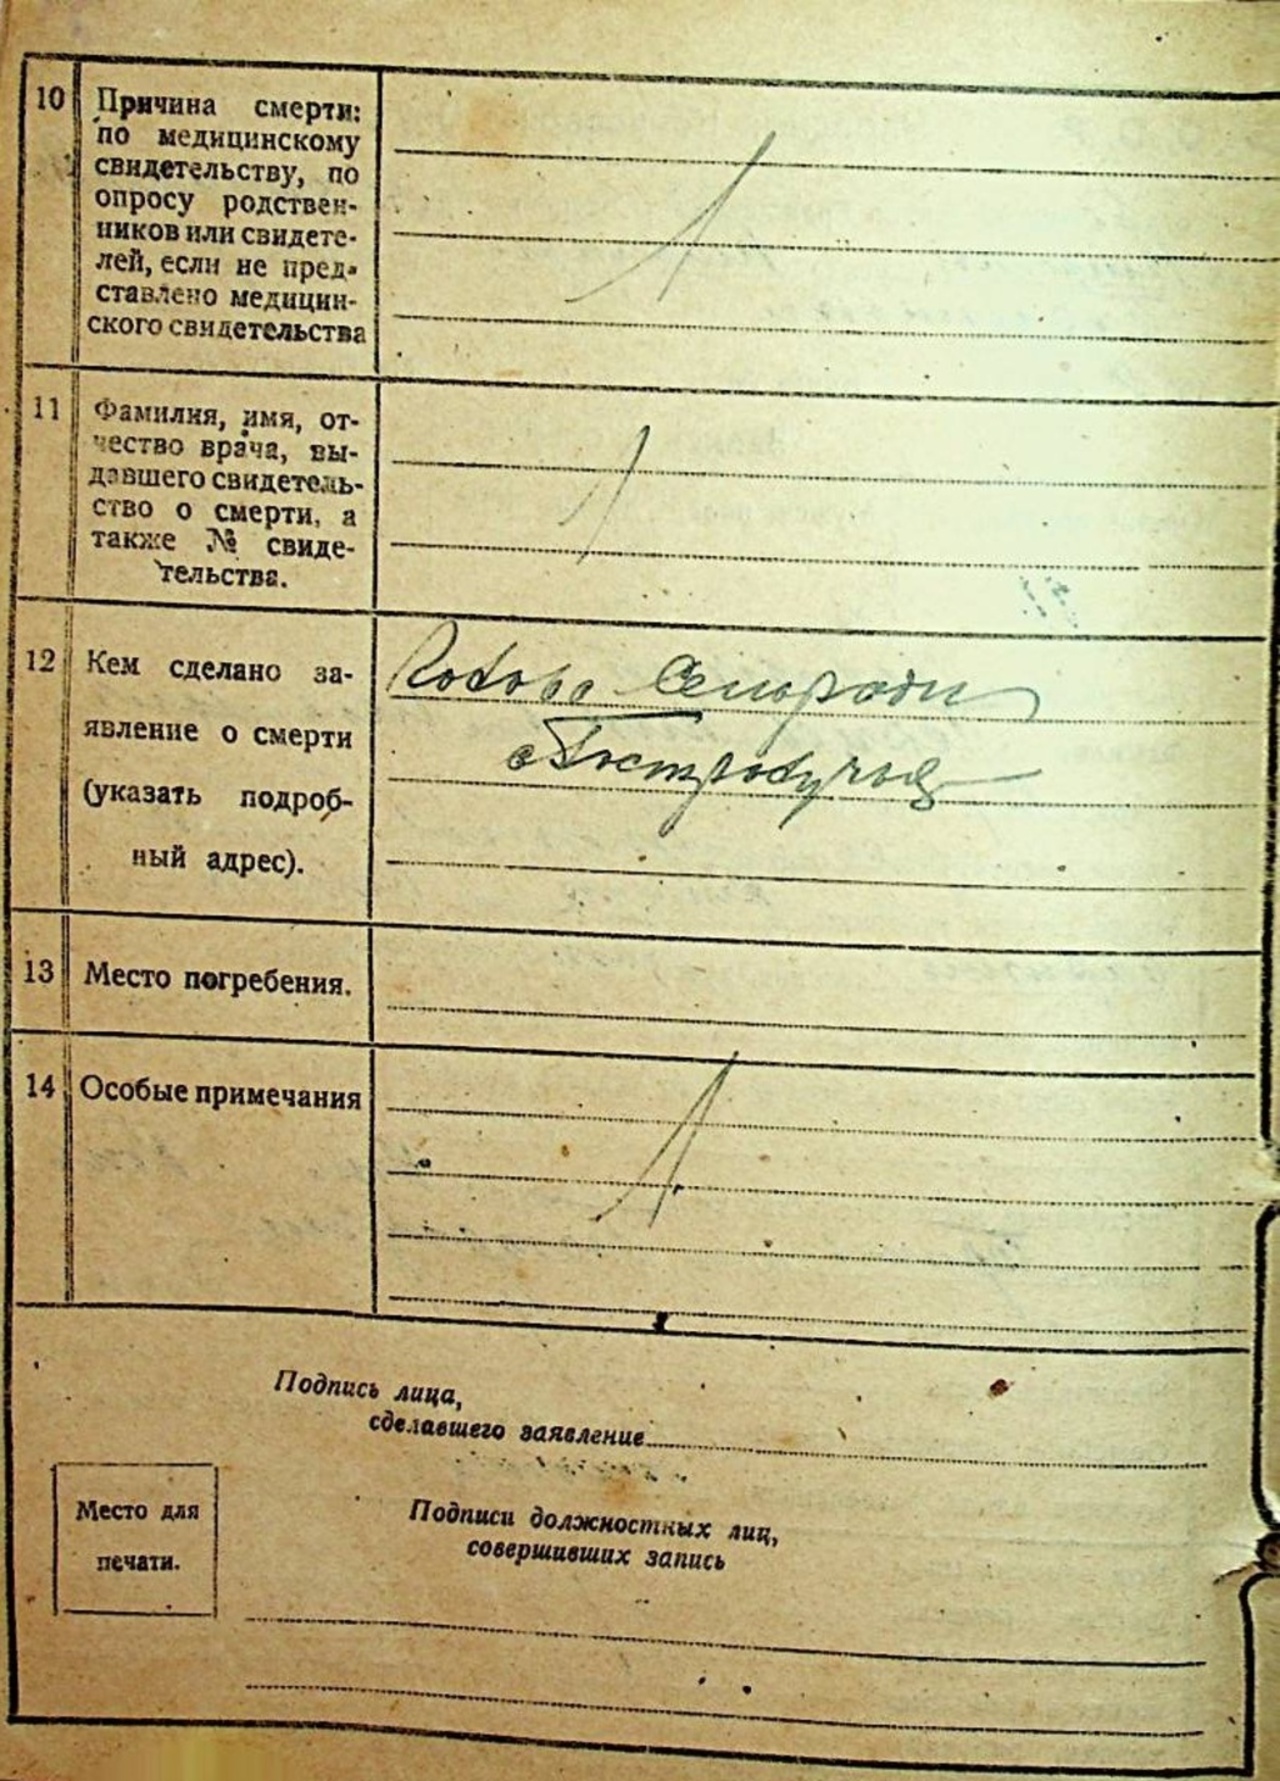 10
Причина смерти:
по медицинскому
свидетельству, по
опросу родствен-
ников или свидете-
лей, если не пред-
ставлено медицин-
ского свидетельства
11
Фамилия, имя, от-
чество врача, вы-
давшего свидетель-
ство о смерти, а
также № свиде-
тельства.
12
Кем сделано за-
явление о смерти
(указать подроб-
ный адрес).
13
Место погребения.
14
Особые примечания
Подпись лица,
сделавшего заявление
Место для
печати.
Подписи должностных лиц,
совершивших запись